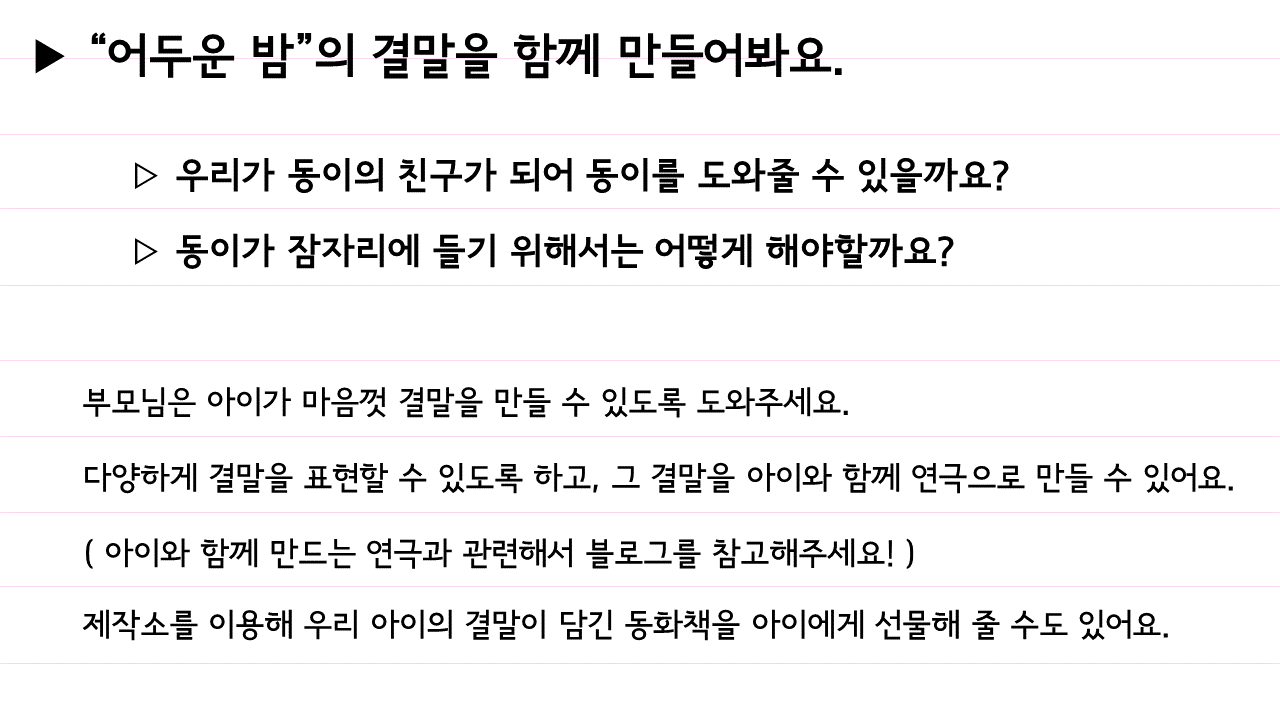 ▶ “어두운 밤”의 결말을 함께 만들어봐요.
▷ 우리가 동이의 친구가 되어 동이를 도와줄 수 있을까요?
▷ 동이가 잠자리에 들기 위해서는 어떻게 해야할까요?
부모님은 아이가 마음껏 결말을 만들 수 있도록 도와주세요.
다양하게 결말을 표현할 수 있도록 하고, 그 결말을 아이와 함께 연극으로 만들 수 있어요.
( 아이와 함께 만드는 연극과 관련해서 블로그를 참고해주세요! )
제작소를 이용해 우리 아이의 결말이 담긴 동화책을 아이에게 선물해 줄 수도 있어요.